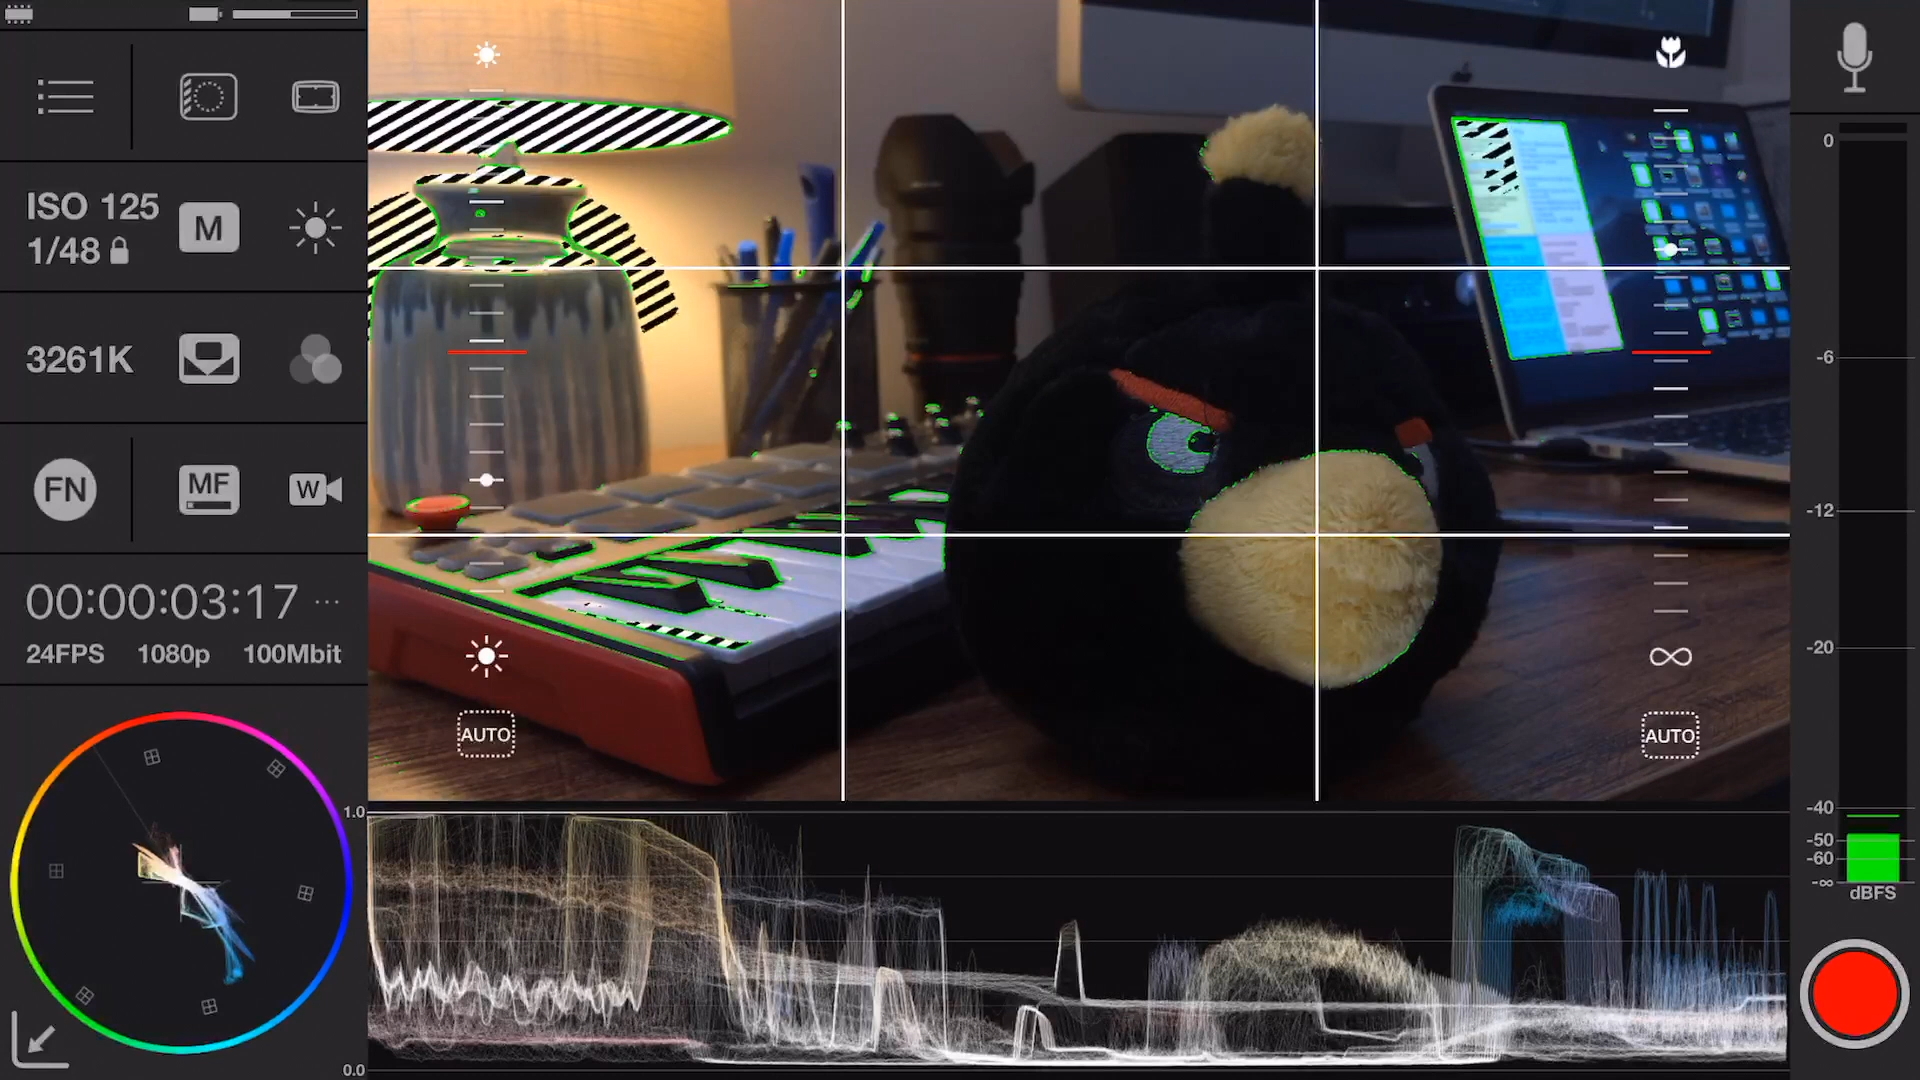 ISO 125
M
1/48
3261K
FN
MF
W
00:00:03:17 ...
24FPS 1080p 100Mbit
AUTO
AUTO
1.0
0.0
0
-6
-12
-20
-40
-50
-60
-∞
dBFS
∞